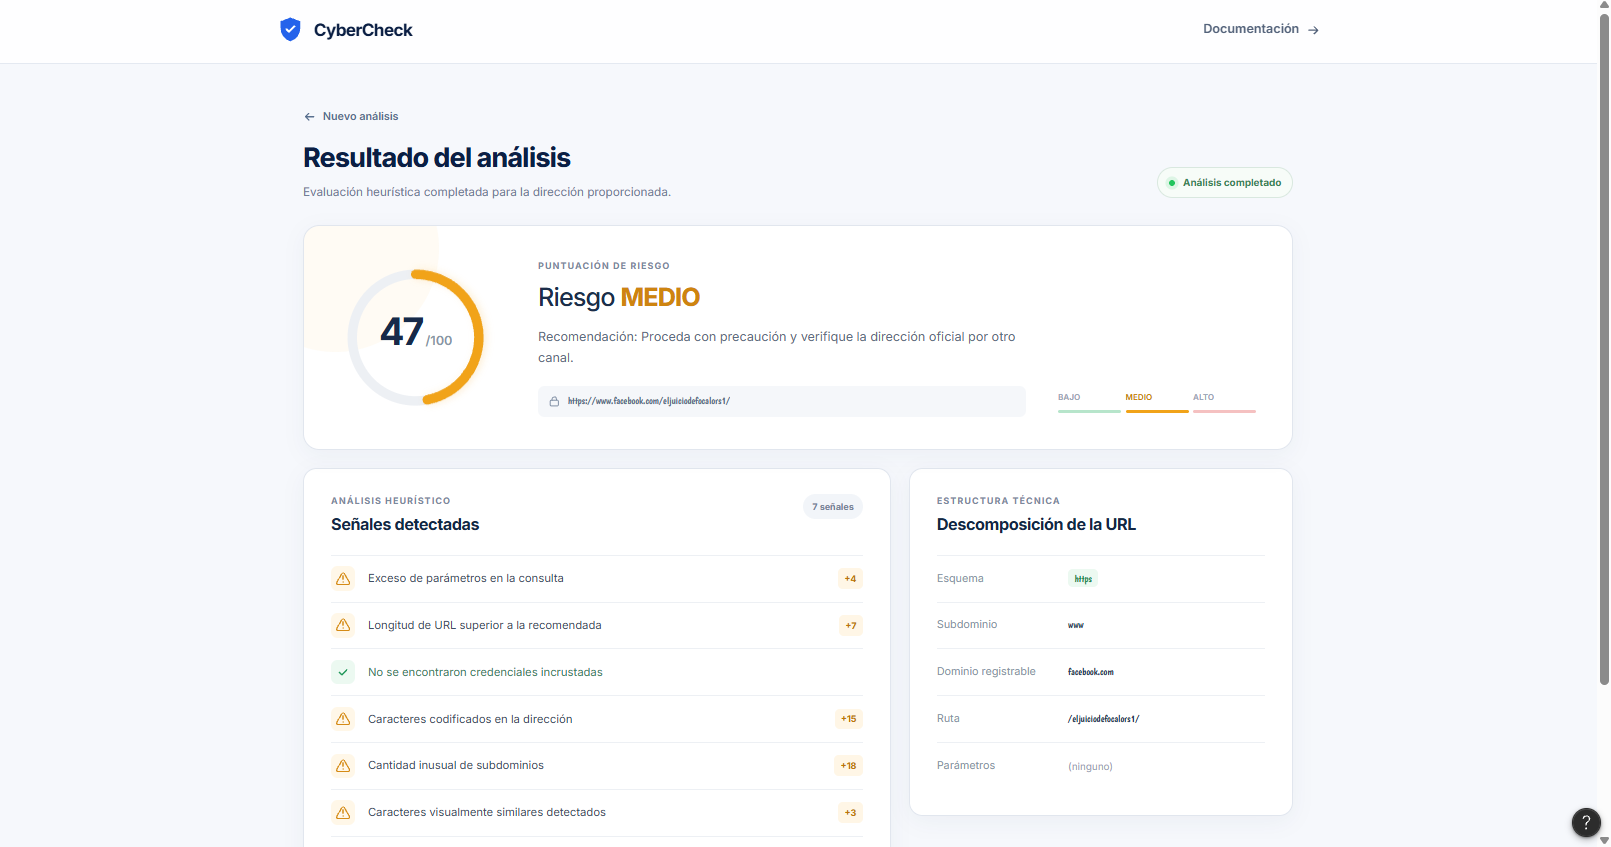 CyberCheck
Documentación →
← Nuevo análisis
Resultado del análisis
Evaluación heurística completada para la dirección proporcionada.
Análisis completado
47 /100
PUNTUACIÓN DE RIESGO
Riesgo MEDIO
Recomendación: Proceda con precaución y verifique la dirección oficial por otro
canal.
https://www.facebook.com/eljuiciodefocalors1/
BAJO
MEDIO
ALTO
ANÁLISIS HEURÍSTICO
Señales detectadas
7 señales
Exceso de parámetros en la consulta
+4
Longitud de URL superior a la recomendada
+7
No se encontraron credenciales incrustadas
Caracteres codificados en la dirección
+15
Cantidad inusual de subdominios
+18
Caracteres visualmente similares detectados
+3
ESTRUCTURA TÉCNICA
Descomposición de la URL
Esquema
https
Subdominio
www
Dominio registrable
facebook.com
Ruta
/eljuiciodefocalors1/
Parámetros
(ninguno)
?